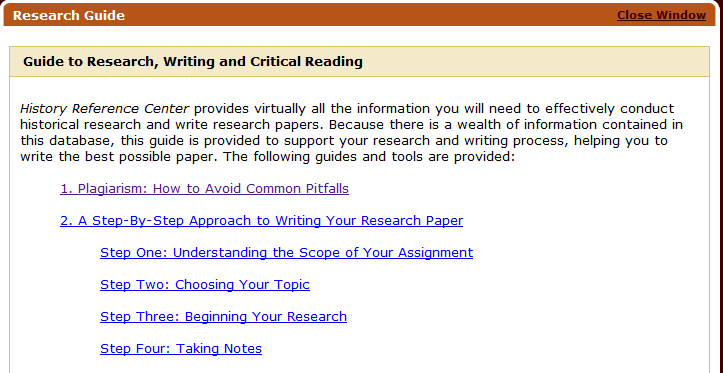 Research Guide
Close Window
Guide to Research, Writing and Critical Reading
History Reference Center provides virtually all the information you will need to effectively conduct
historical research and write research papers. Because there is a wealth of information contained in
this database, this guide is provided to support your research and writing process, helping you to
write the best possible paper. The following guides and tools are provided:
1. Plagiarism: How to Avoid Common Pitfalls
2. A Step-By-Step Approach to Writing Your Research Paper
Step One: Understanding the Scope of Your Assignment
Step Two: Choosing Your Topic
Step Three: Beginning Your Research
Step Four: Taking Notes